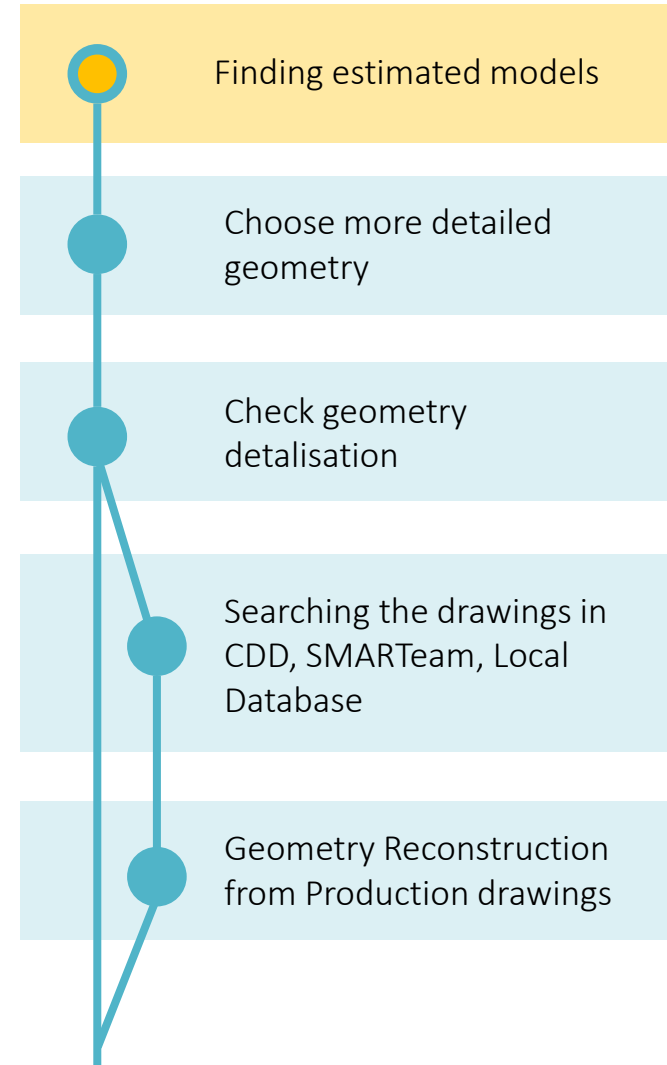 Finding estimated models
Choose more detailed
geometry
Check geometry
detalisation
Searching the drawings in
CDD, SMARTeam, Local
Database
Geometry Reconstruction
from Production drawings